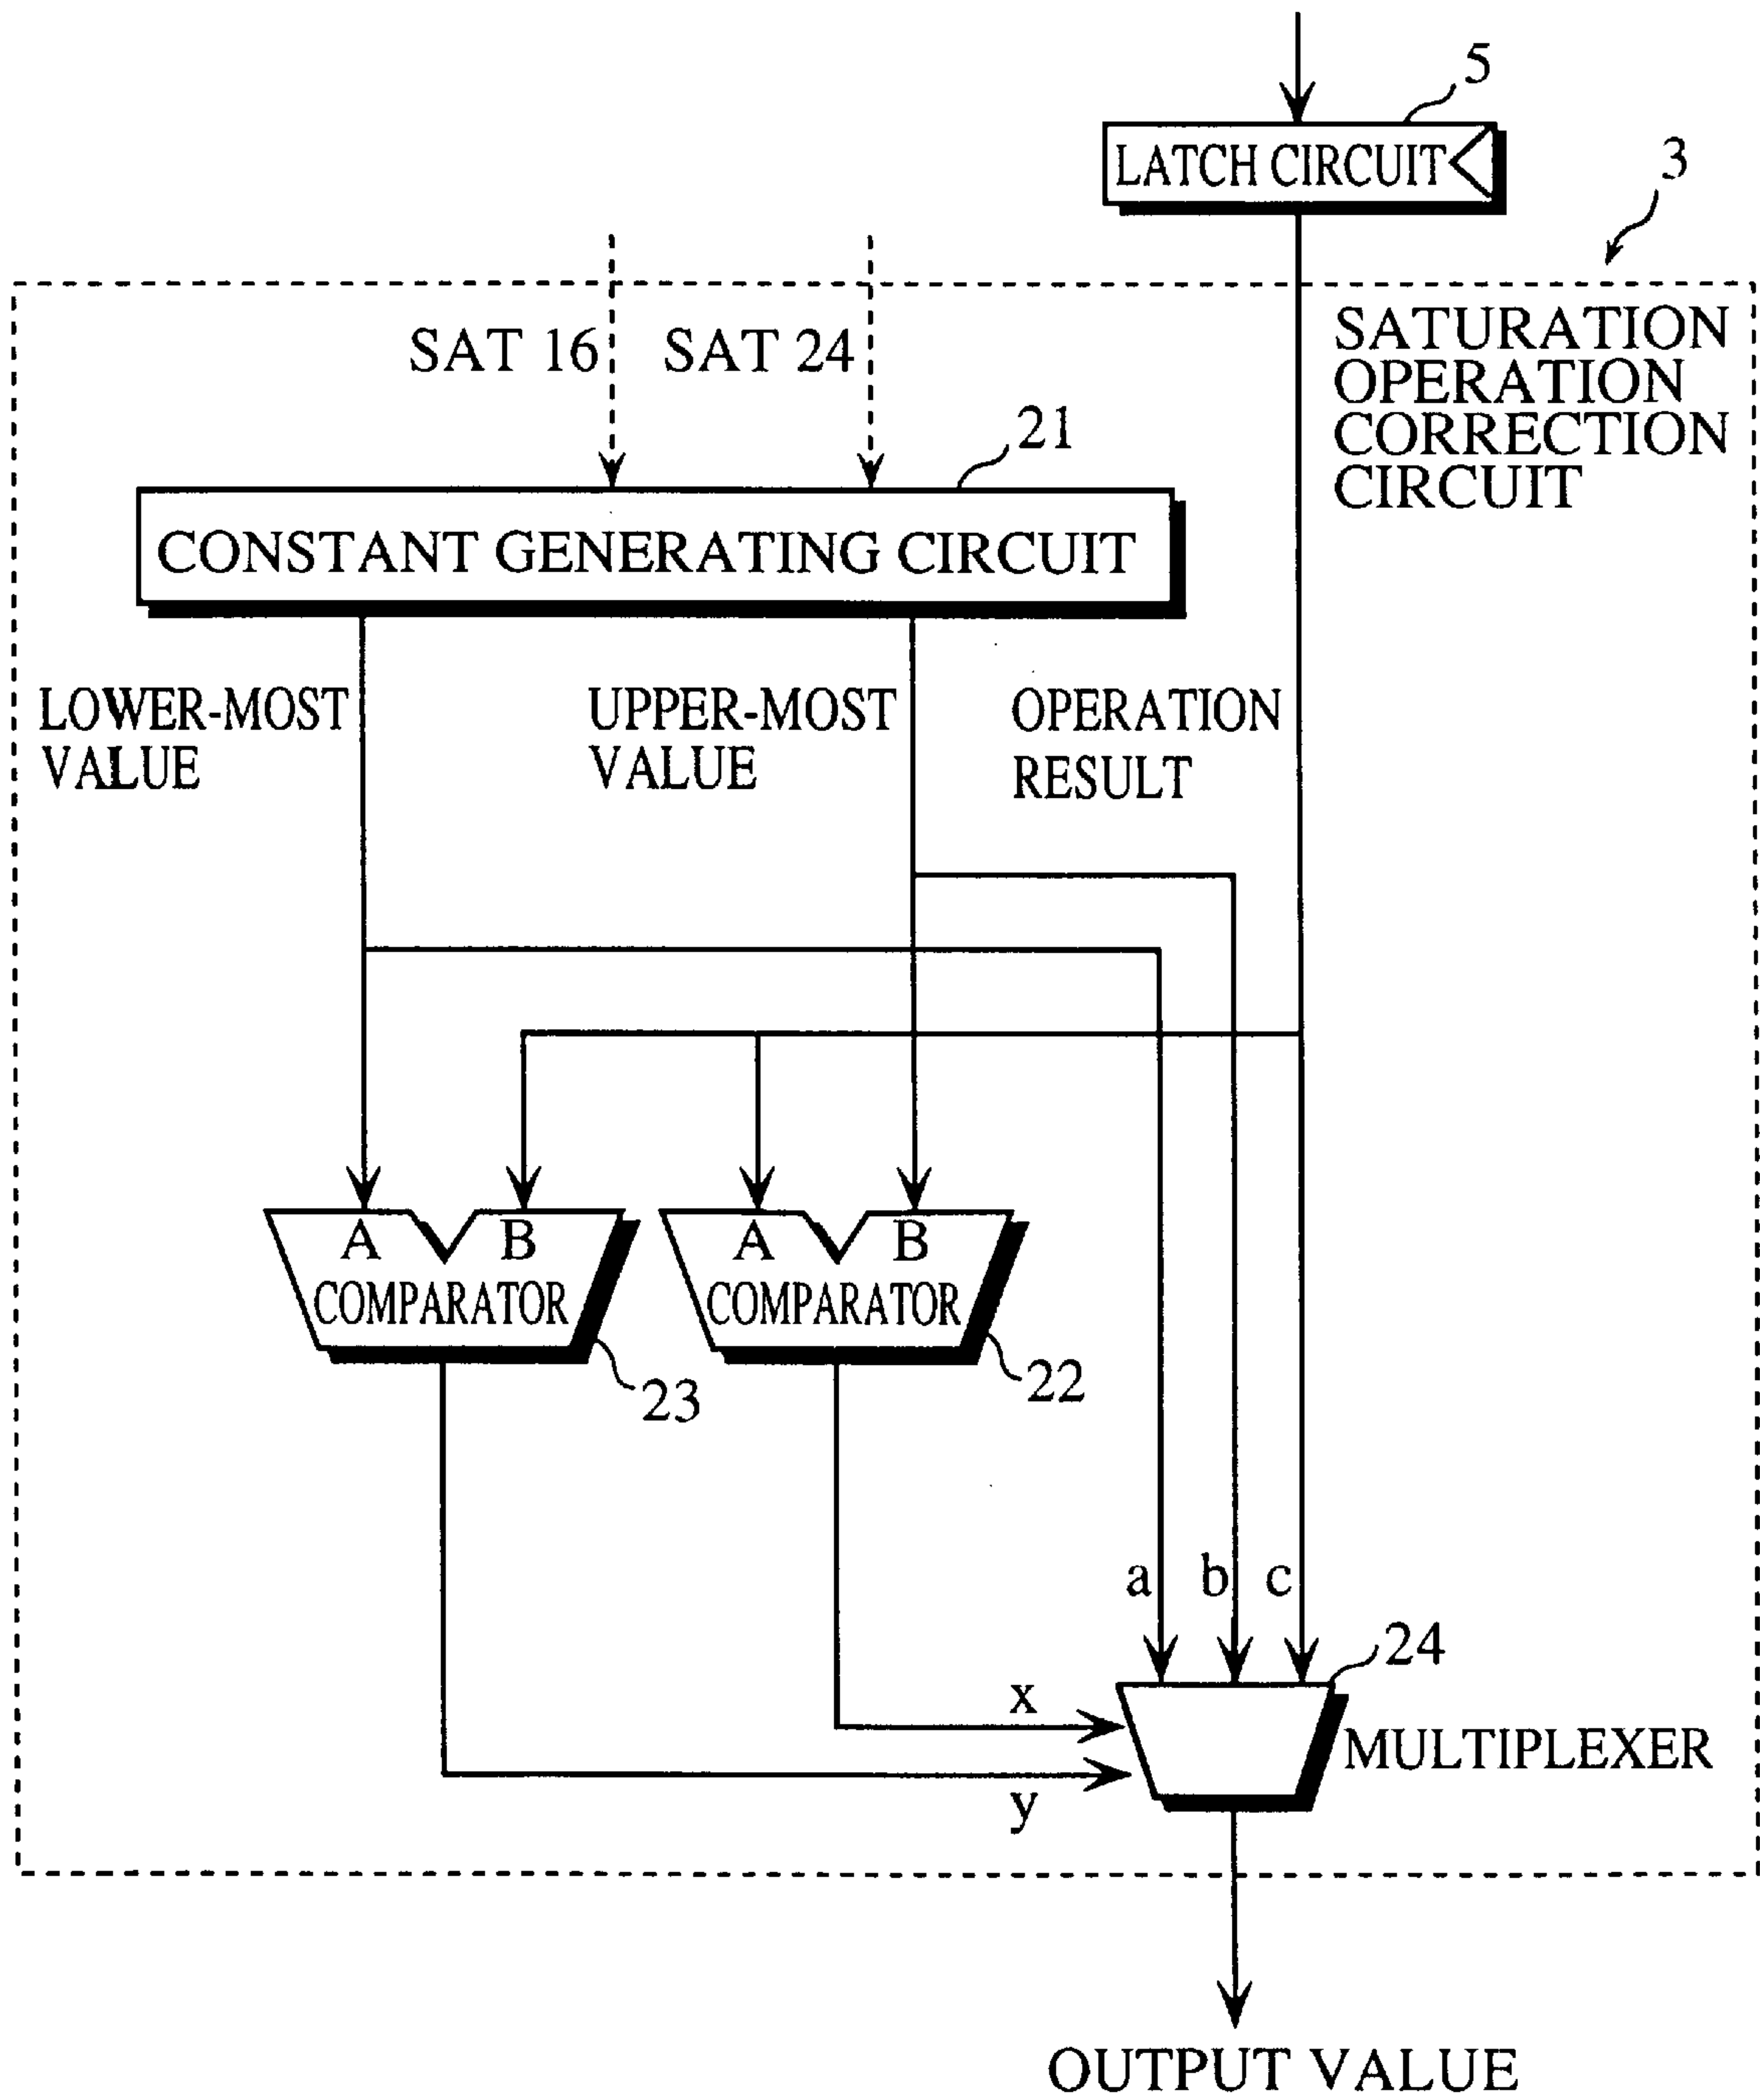 5
LATCH CIRCUIT
3
SAT 16
SAT 24
SATURATION
OPERATION
CORRECTION
CIRCUIT
21
CONSTANT GENERATING CIRCUIT
LOWER-MOST
VALUE
UPPER-MOST
VALUE
OPERATION
RESULT
A B
COMPARATOR
23
A B
COMPARATOR
22
a b c
24
x
MULTIPLEXER
y
OUTPUT VALUE